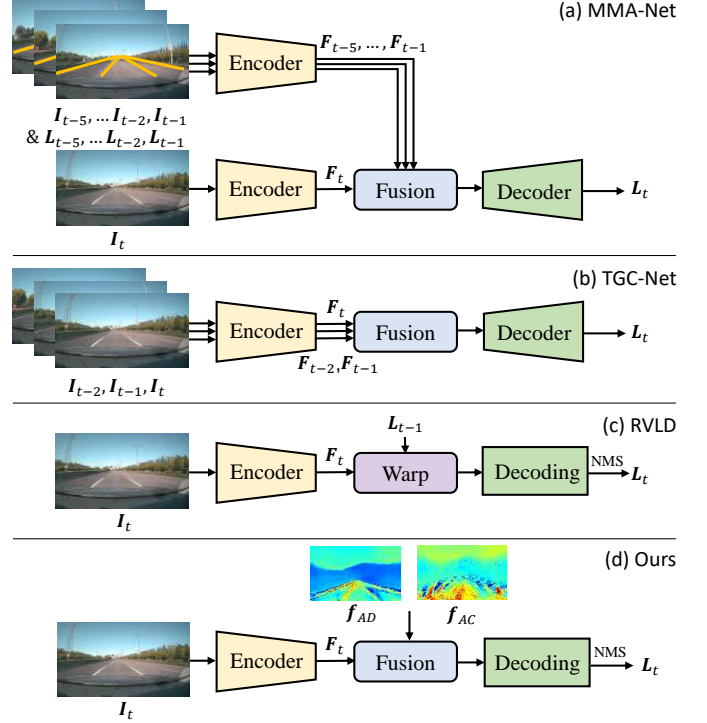 (a) MMA-Net
Encoder
F_{t-5}, ... , F_{t-1}
I_{t-5}, ... I_{t-2}, I_{t-1}
& L_{t-5}, ... L_{t-2}, L_{t-1}
Encoder
F_t
Fusion
Decoder
L_t
I_t
(b) TGC-Net
Encoder
F_t
F_{t-2}, F_{t-1}
Fusion
Decoder
L_t
I_{t-2}, I_{t-1}, I_t
(c) RVLD
L_{t-1}
Encoder
F_t
Warp
Decoding
NMS
L_t
I_t
(d) Ours
f_{AD}
f_{AC}
Encoder
F_t
Fusion
Decoding
NMS
L_t
I_t